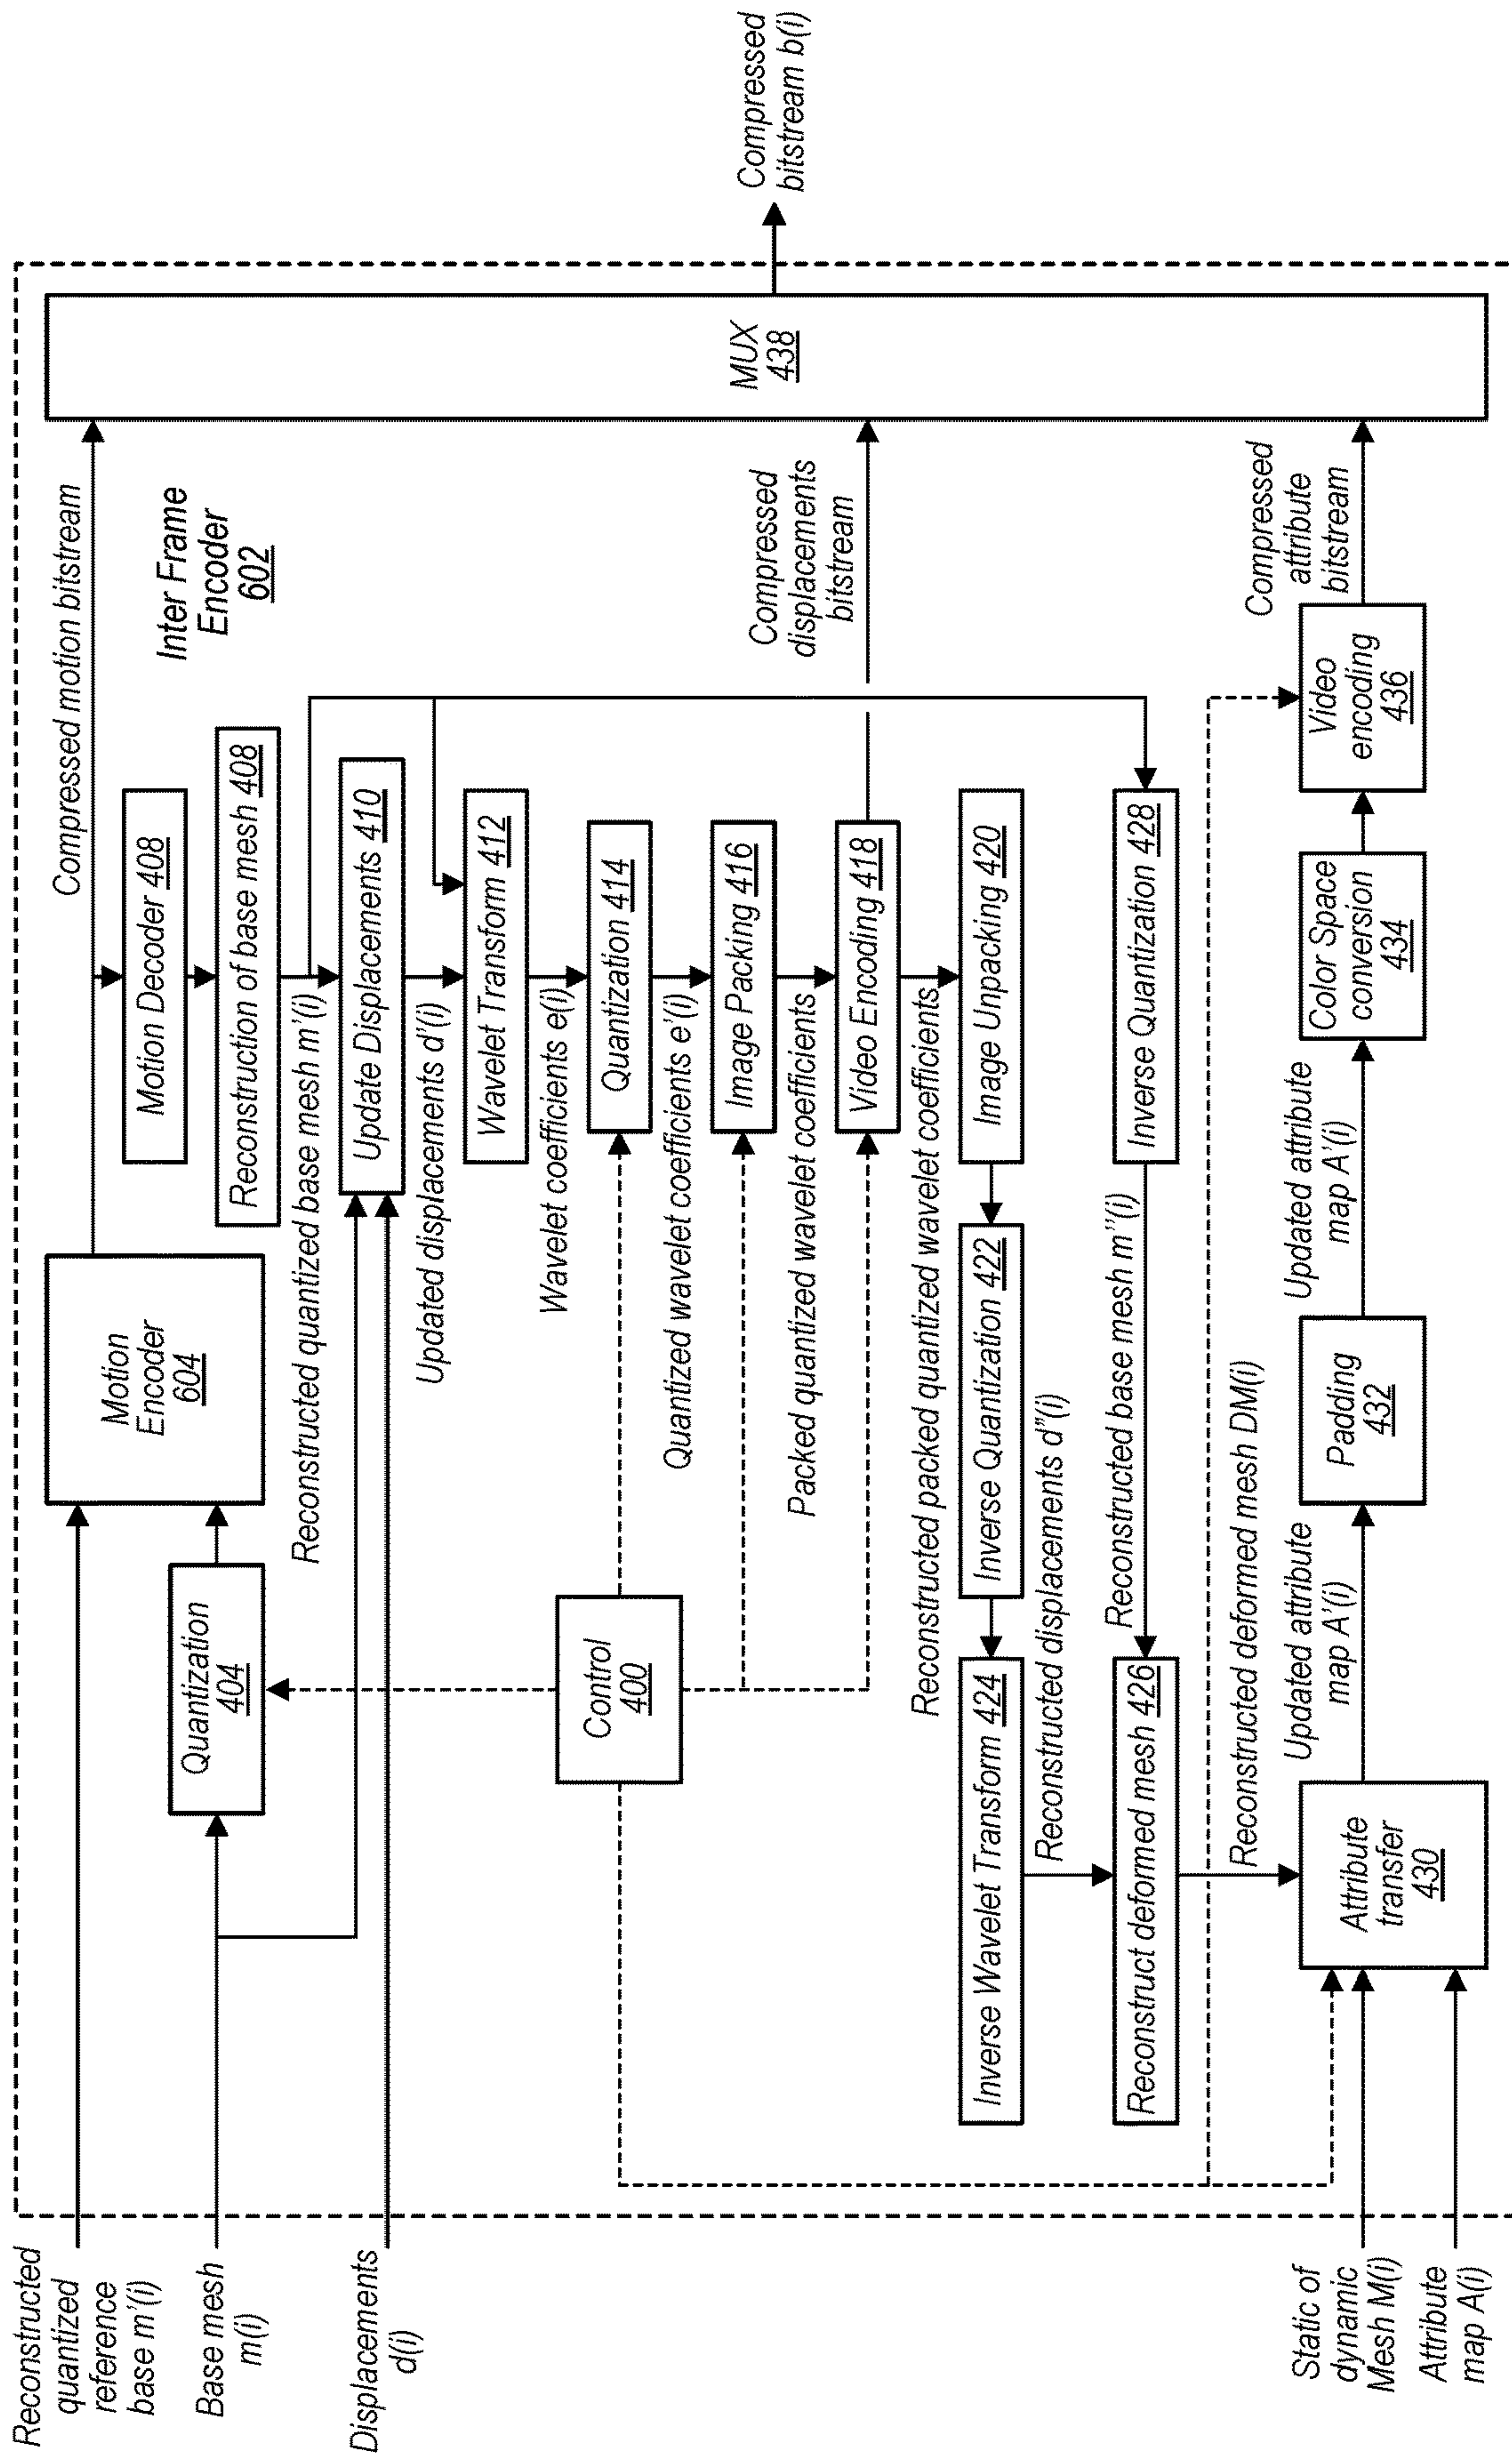 Reconstructed
quantized
reference
base m'(i)
Base mesh
m(i)
Displacements
d(i)
Static of
dynamic
Mesh M(i)
Attribute
map A(i)
Quantization
404
Motion
Encoder
604
Compressed motion bitstream
Inter Frame
Encoder
602
Motion Decoder 408
Reconstruction of base mesh 408
Reconstructed quantized base mesh m'(i)
Update Displacements 410
Updated displacements d'(i)
Wavelet Transform 412
Wavelet coefficients e(i)
Control
400
Quantization 414
Quantized wavelet coefficients e'(i)
Image Packing 416
Packed quantized wavelet coefficients
Video Encoding 418
Compressed
displacements
bitstream
Reconstructed packed quantized wavelet coefficients
Image Unpacking 420
Inverse Quantization 422
Inverse Wavelet Transform 424
Reconstructed displacements d"(i)
Reconstructed base mesh m''(i)
Inverse Quantization 428
Reconstruct deformed mesh 426
Reconstructed deformed mesh DM(i)
Attribute
transfer
430
Updated attribute
map A'(i)
Padding
432
Updated attribute
map A'(i)
Color Space
conversion
434
Video
encoding
436
Compressed
attribute
bitstream
MUX
438
Compressed
bitstream b(i)